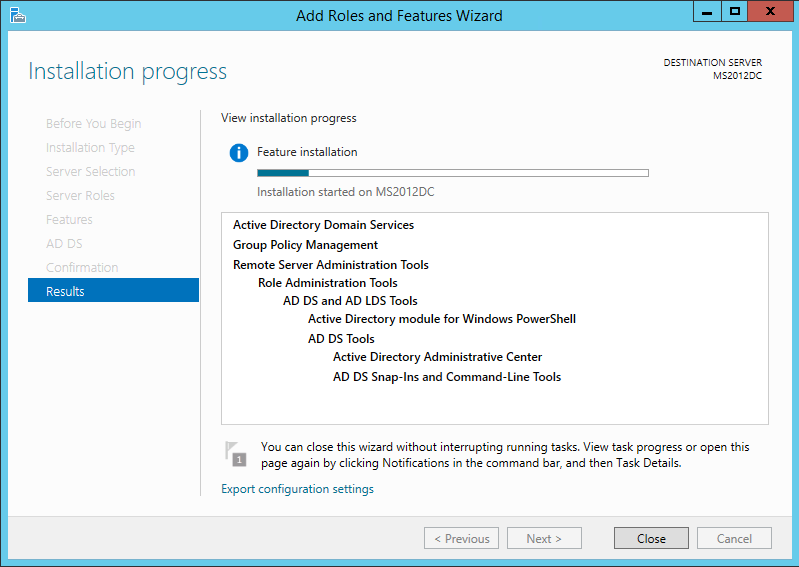 Add Roles and Features Wizard
Installation progress
DESTINATION SERVER
MS2012DC
Before You Begin
Installation Type
Server Selection
Server Roles
Features
AD DS
Confirmation
Results
View installation progress
Feature installation
Installation started on MS2012DC
Active Directory Domain Services
Group Policy Management
Remote Server Administration Tools
Role Administration Tools
AD DS and AD LDS Tools
Active Directory module for Windows PowerShell
AD DS Tools
Active Directory Administrative Center
AD DS Snap-Ins and Command-Line Tools
1
You can close this wizard without interrupting running tasks. View task progress or open this
page again by clicking Notifications in the command bar, and then Task Details.
Export configuration settings
< Previous
Next >
Close
Cancel